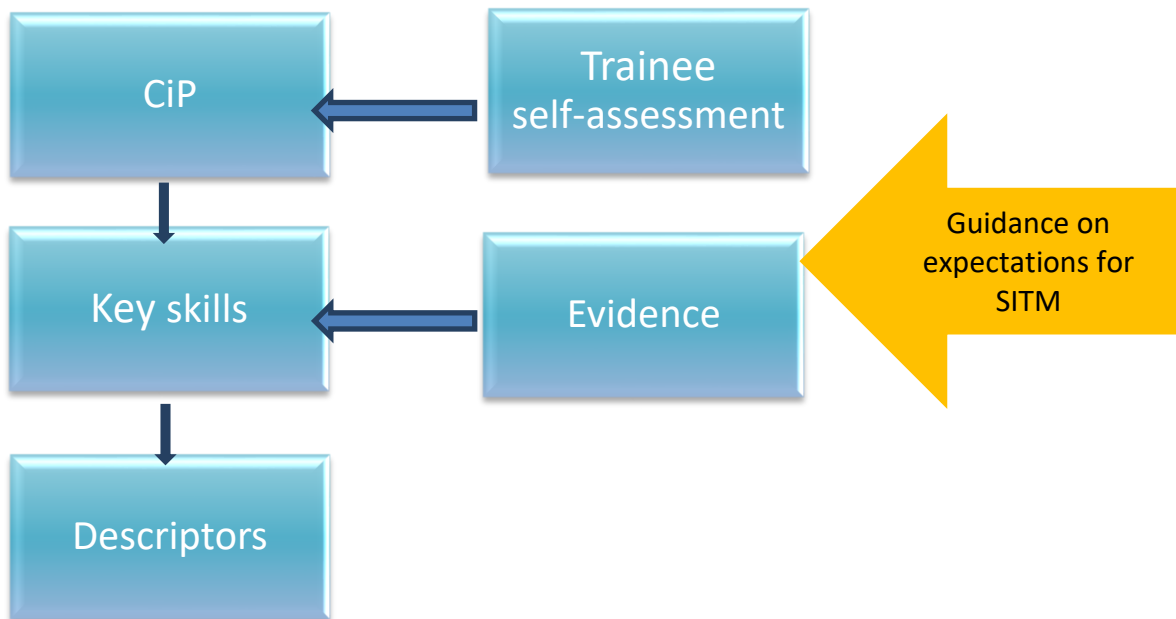 CiP
Trainee
self-assessment
Key skills
Evidence
Guidance on
expectations for
SITM
Descriptors